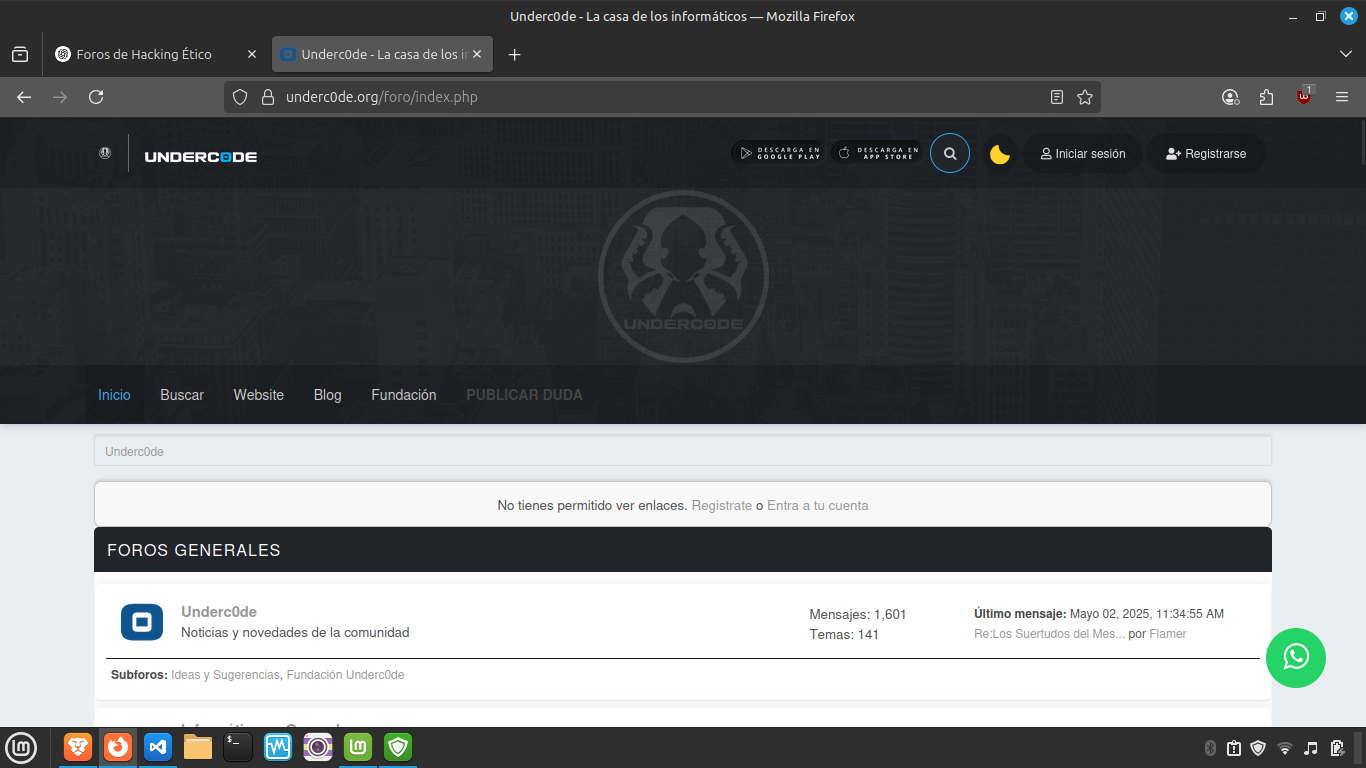 Underc0de - La casa de los informáticos — Mozilla Firefox
Foros de Hacking Ético
Underc0de - La casa de los in
underc0de.org/foro/index.php
1
UNDERC0DE
DESCARGA EN
GOOGLE PLAY
DESCARGA EN
APP STORE
Iniciar sesión
Registrarse
UNDERC0DE
Inicio Buscar Website Blog Fundación PUBLICAR DUDA
Underc0de
No tienes permitido ver enlaces. Registrate o Entra a tu cuenta
FOROS GENERALES
Underc0de
Noticias y novedades de la comunidad
Mensajes: 1,601
Temas: 141
Último mensaje: Mayo 02, 2025, 11:34:55 AM
Re:Los Suertudos del Mes... por Flamer
Subforos: Ideas y Sugerencias, Fundación Underc0de